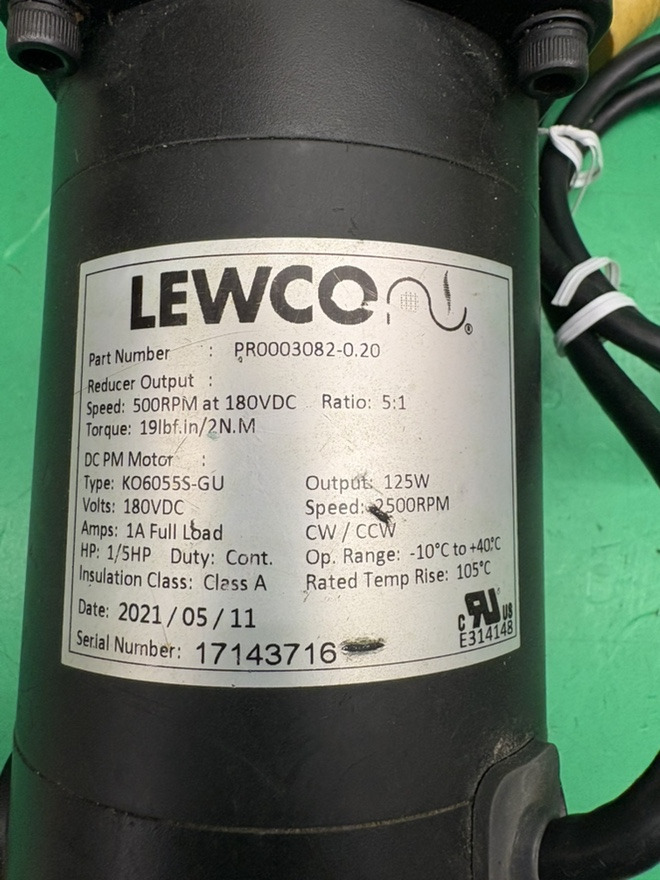 LEWCO ®
Part Number : PR0003082-0.20
Reducer Output :
Speed: 500RPM at 180VDC Ratio: 5:1
Torque: 19lbf.in/2N.M
DC PM Motor :
Type: KO6055S-GU Output: 125W
Volts: 180VDC Speed: 2500RPM
Amps: 1A Full Load CW / CCW
HP: 1/5HP Duty: Cont. Op. Range: -10°C to +40°C
Insulation Class: Class A Rated Temp Rise: 105°C
Date: 2021/05/11
c RU US
Serial Number: 17143716
E314148